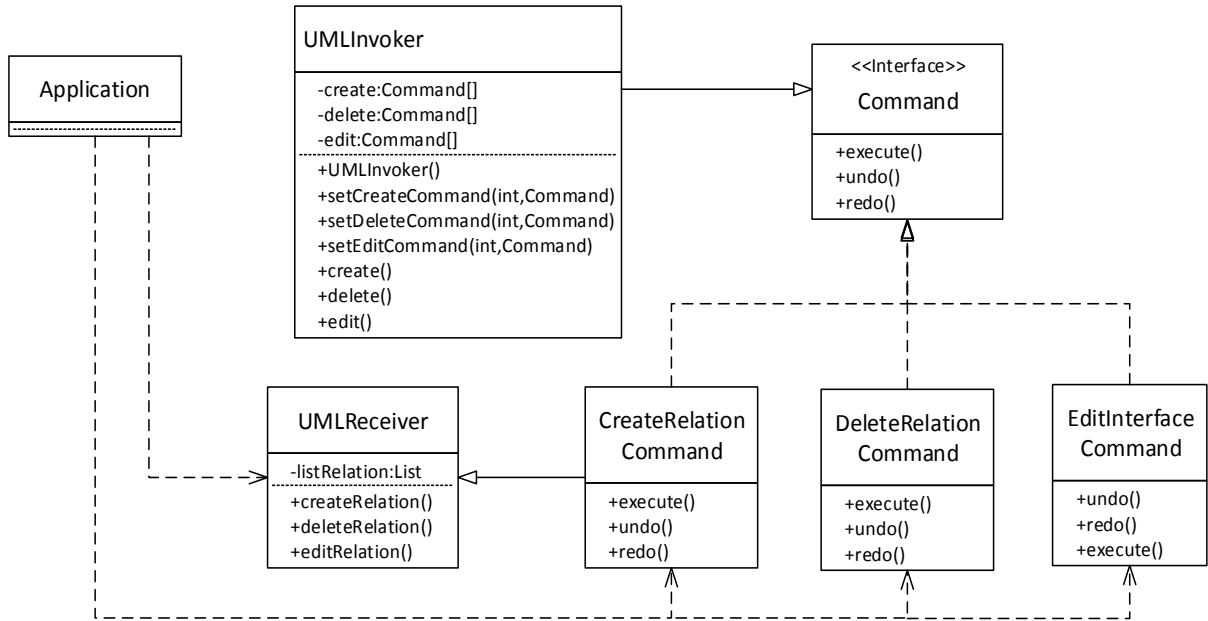 Application
UMLInvoker
-create:Command[]
-delete:Command[]
-edit:Command[]
+UMLInvoker()
+setCreateCommand(int,Command)
+setDeleteCommand(int,Command)
+setEditCommand(int,Command)
+create()
+delete()
+edit()
<<Interface>>
Command
+execute()
+undo()
+redo()
UMLReceiver
-listRelation:List
+createRelation()
+deleteRelation()
+editRelation()
CreateRelation
Command
+execute()
+undo()
+redo()
DeleteRelation
Command
+execute()
+undo()
+redo()
EditInterface
Command
+undo()
+redo()
+execute()